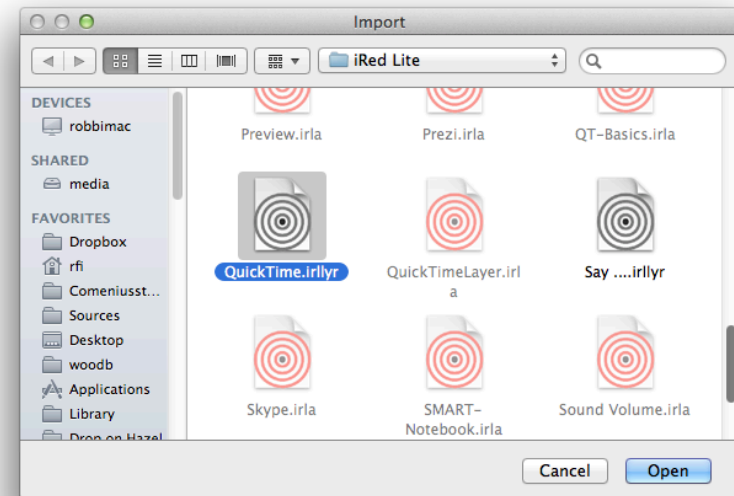 Import
iRed Lite
DEVICES
robbimac
SHARED
media
FAVORITES
Dropbox
rfi
Comeniusst...
Sources
Desktop
woodb
Applications
Library
Drop on Hazel
Preview.irla
Prezi.irla
QT-Basics.irla
QuickTime.irllyr
QuickTimeLayer.irl
a
Say ....irllyr
Skype.irla
SMART-
Notebook.irla
Sound Volume.irla
Cancel
Open